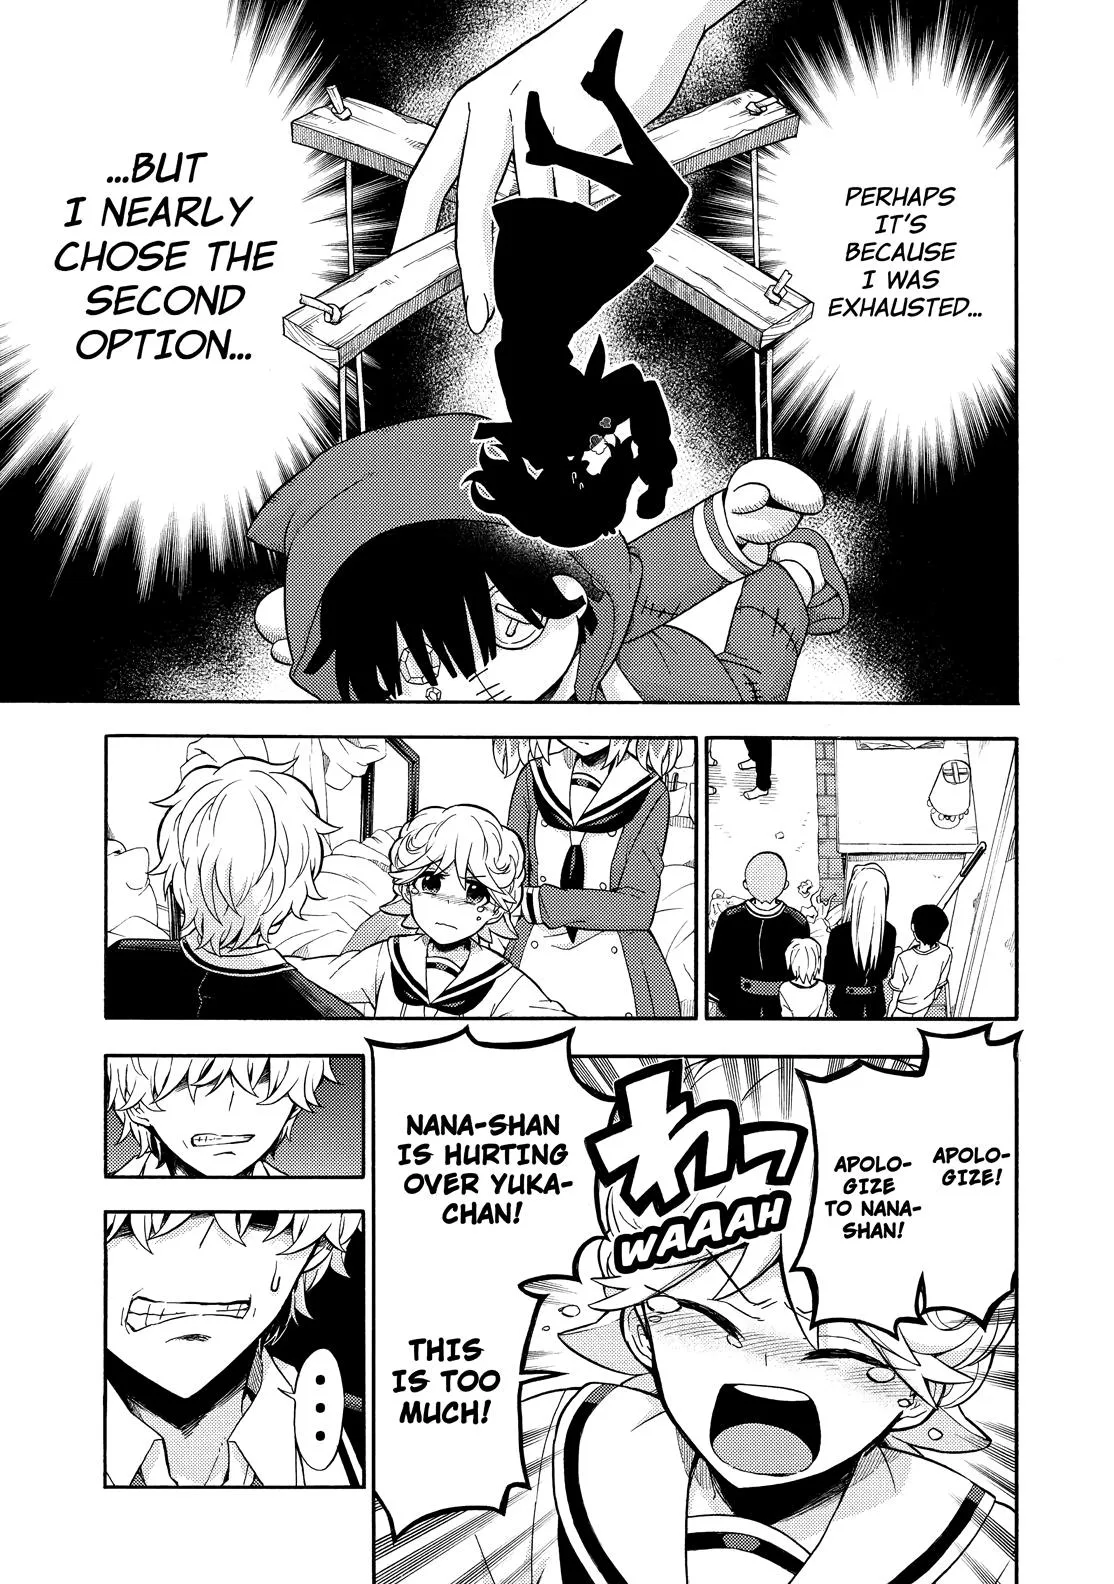 PERHAPS
IT'S
BECAUSE
I WAS
EXHAUSTED...
...BUT
I NEARLY
CHOSE THE
SECOND
OPTION...
APOLO-
GIZE!
APOLO-
GIZE
TO NANA-
SHAN!
わっ
WAAAH
NANA-SHAN
IS HURTING
OVER YUKA-
CHAN!
THIS
IS TOO
MUCH!
...